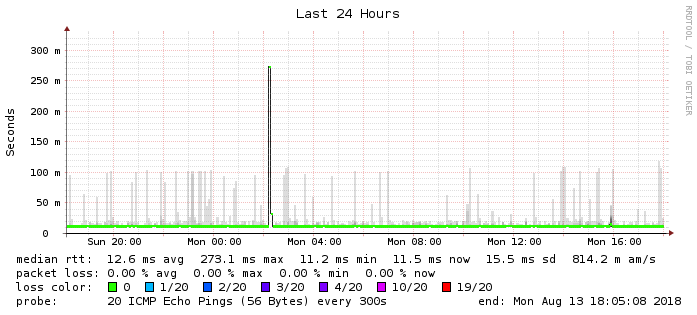 Last 24 Hours
RRDTOOL / TOBI OETIKER
Seconds
300 m
250 m
200 m
150 m
100 m
50 m
0
Sun 20:00 Mon 00:00 Mon 04:00 Mon 08:00 Mon 12:00 Mon 16:00
median rtt: 12.6 ms avg 273.1 ms max 11.2 ms min 11.5 ms now 15.5 ms sd 814.2 m am/s
packet loss: 0.00 % avg 0.00 % max 0.00 % min 0.00 % now
loss color: 0 1/20 2/20 3/20 4/20 10/20 19/20
probe: 20 ICMP Echo Pings (56 Bytes) every 300s end: Mon Aug 13 18:05:08 2018